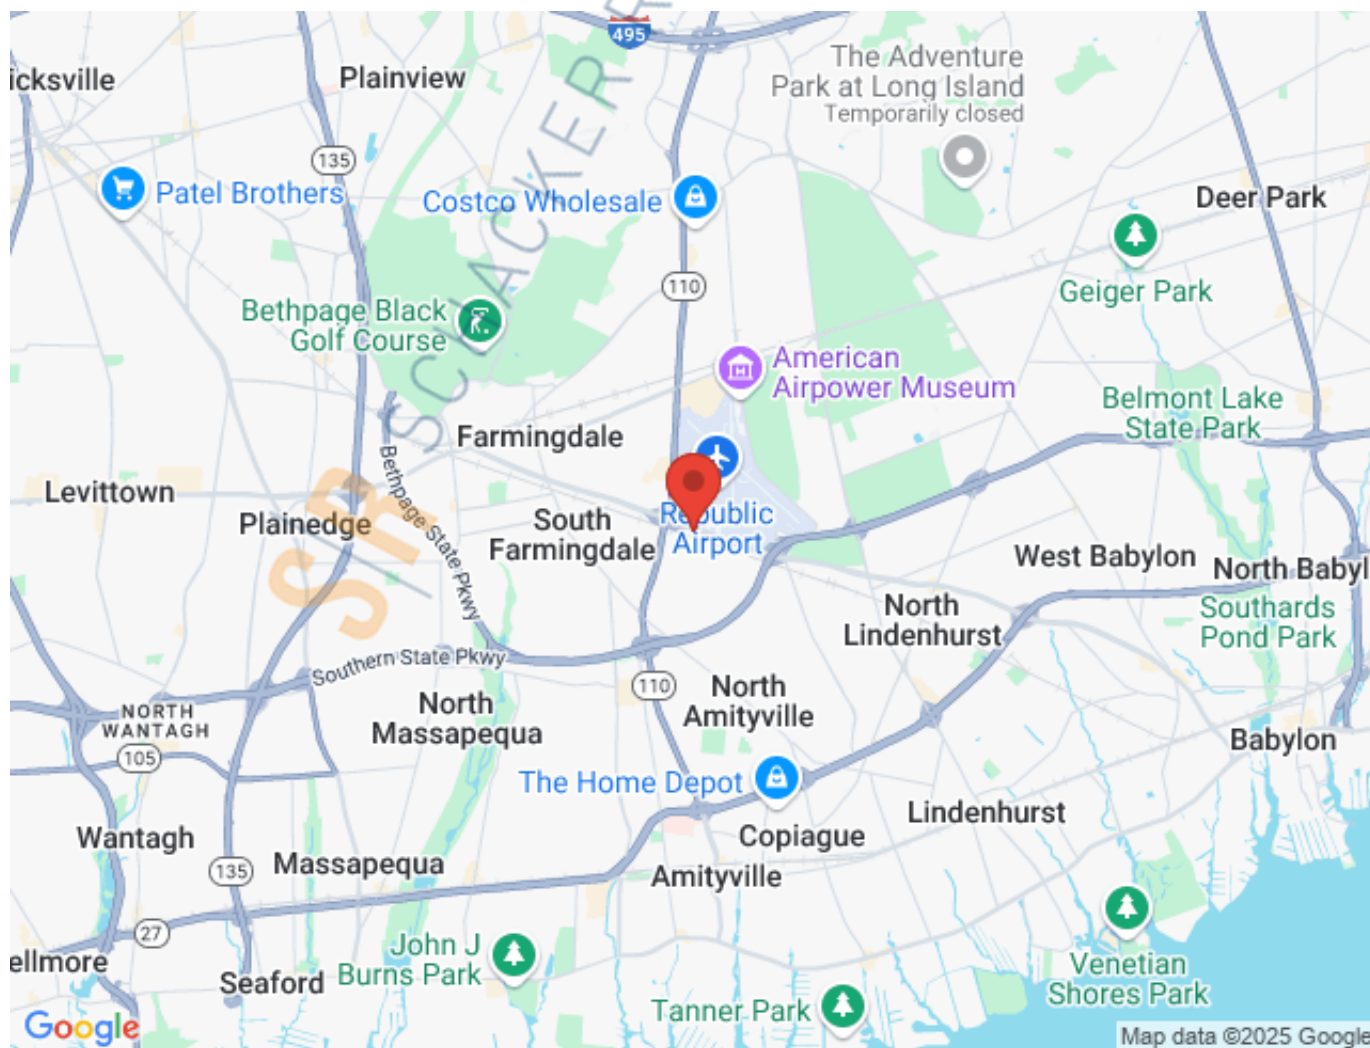 495
The Adventure
Park at Long Island
Temporarily closed
icksville
Plainview
135
Patel Brothers
Costco Wholesale
Deer Park
110
Geiger Park
Bethpage Black
Golf Course
American
Airpower Museum
Belmont Lake
State Park
Farmingdale
Levittown
Plainedge
Bethpage State Pkwy
South
Farmingdale
Republic
Airport
West Babylon
North Babyl
North
Lindenhurst
Southards
Pond Park
Southern State Pkwy
110
North
Amityville
North
Massapequa
NORTH
WANTAGH
105
Babylon
The Home Depot
Lindenhurst
Wantagh
Copiague
Massapequa
135
Amityville
27
John J
Burns Park
ellmore
Seaford
Venetian
Shores Park
Tanner Park
Google
Map data ©2025 Google
SIR
SCHACKER R